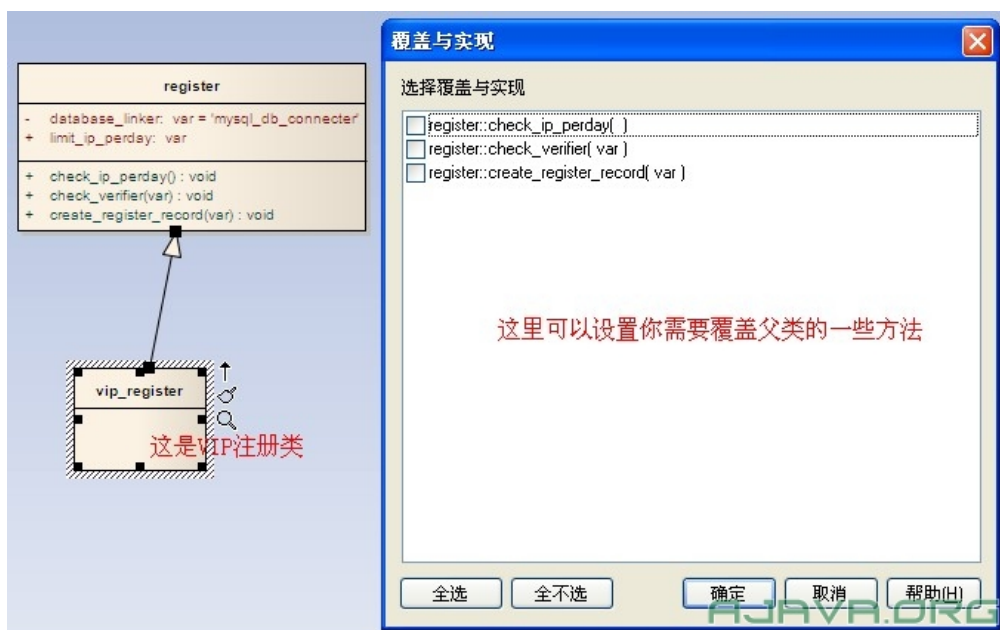 register
- database_linker: var = 'mysql_db_connecter'
+ limit_ip_perday: var
+ check_ip_perday() : void
+ check_verifier(var) : void
+ create_register_record(var) : void
vip_register
这是VIP注册类
覆盖与实现
选择覆盖与实现
register::check_ip_perday( )
register::check_verifier( var )
register::create_register_record( var )
这里可以设置你需要覆盖父类的一些方法
全选 全不选 确定 取消 帮助(H)
AJAVA.ORG